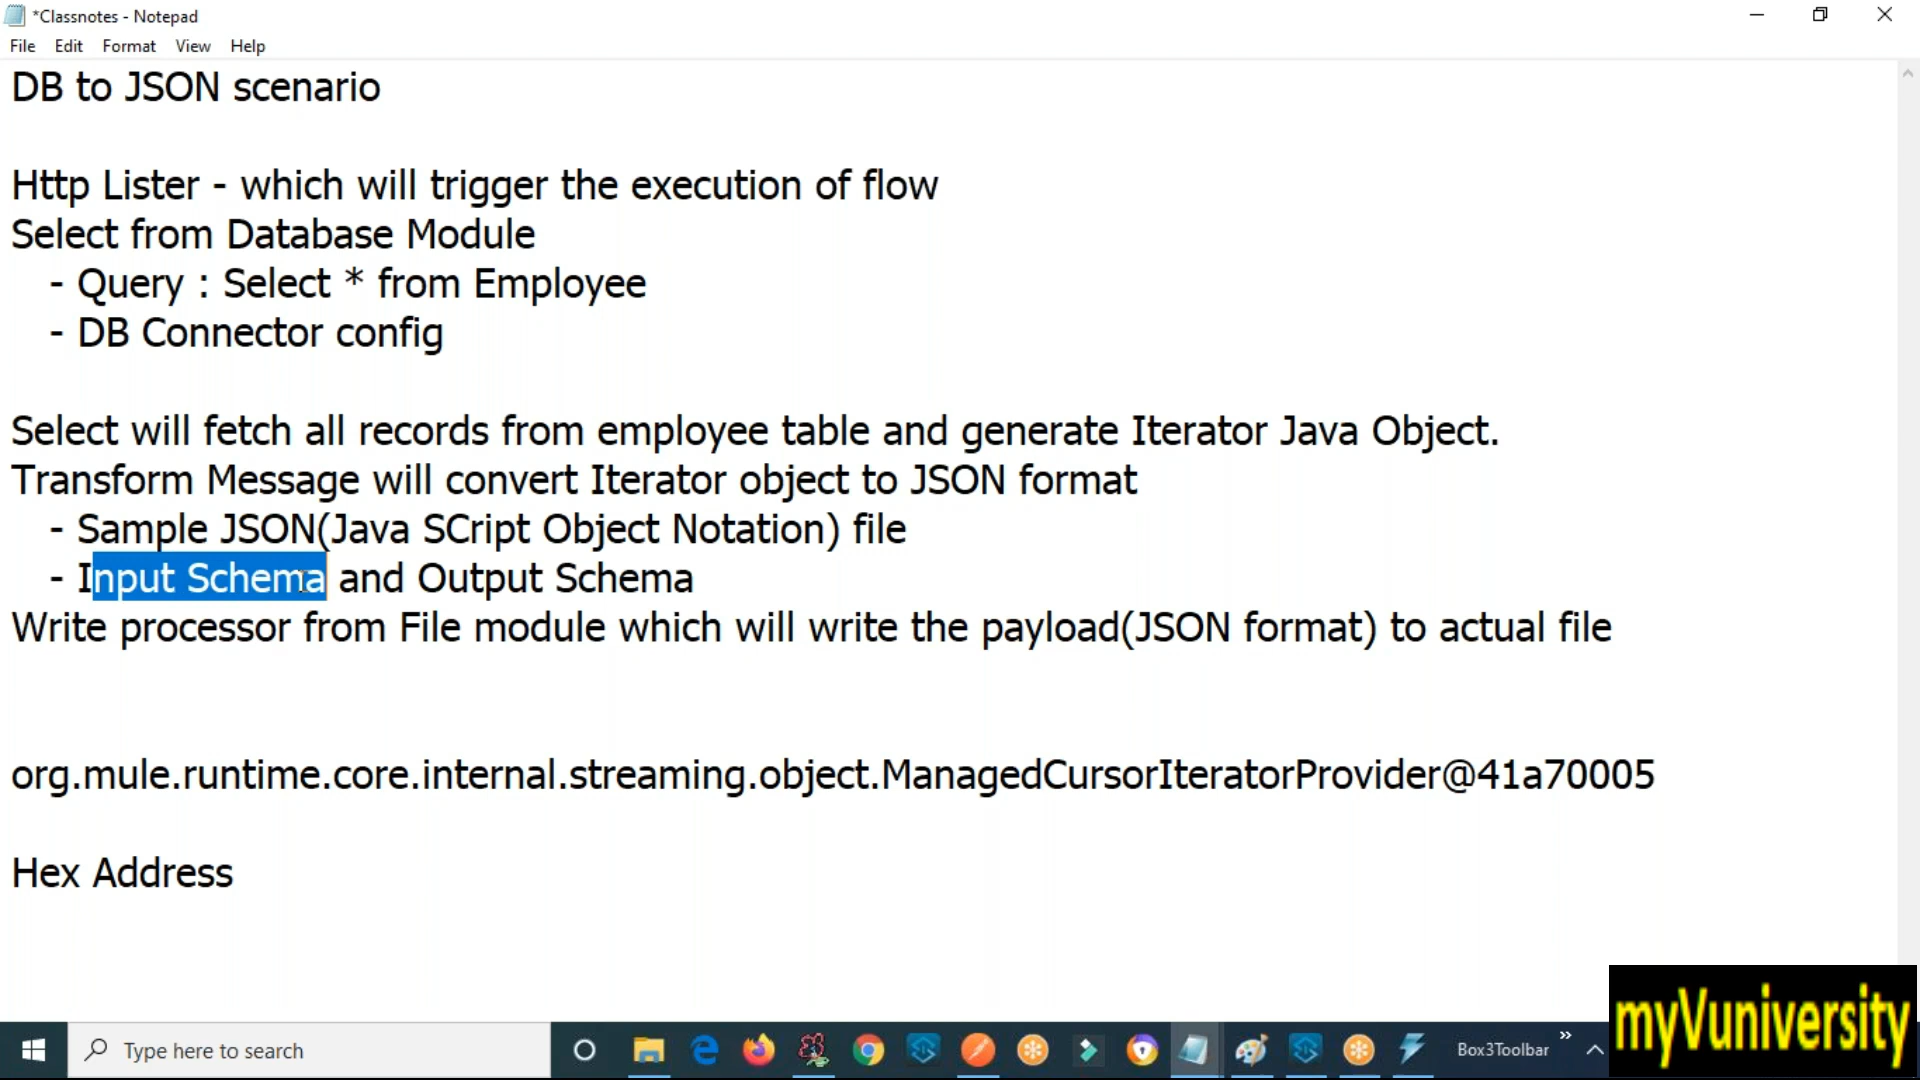 *Classnotes - Notepad
File Edit Format View Help
DB to JSON scenario
Http Lister - which will trigger the execution of flow
Select from Database Module
- Query : Select * from Employee
- DB Connector config
Select will fetch all records from employee table and generate Iterator Java Object.
Transform Message will convert Iterator object to JSON format
- Sample JSON(Java SCript Object Notation) file
- Input Schema and Output Schema
Write processor from File module which will write the payload(JSON format) to actual file
org.mule.runtime.core.internal.streaming.object.ManagedCursorIteratorProvider@41a70005
Hex Address
Type here to search
Box3Toolbar
myVuniversity